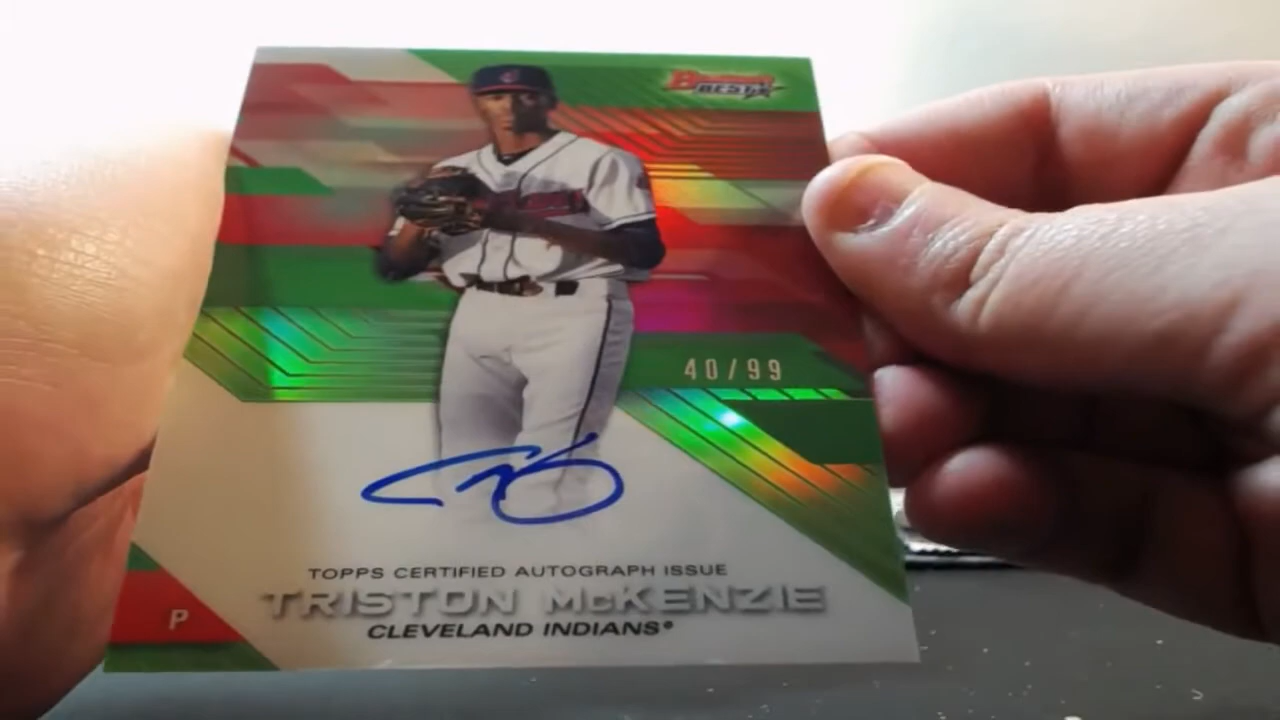 BOWMAN'S
BEST
40/99
TOPPS CERTIFIED AUTOGRAPH ISSUE
TRISTON McKENZIE
P
CLEVELAND INDIANS®